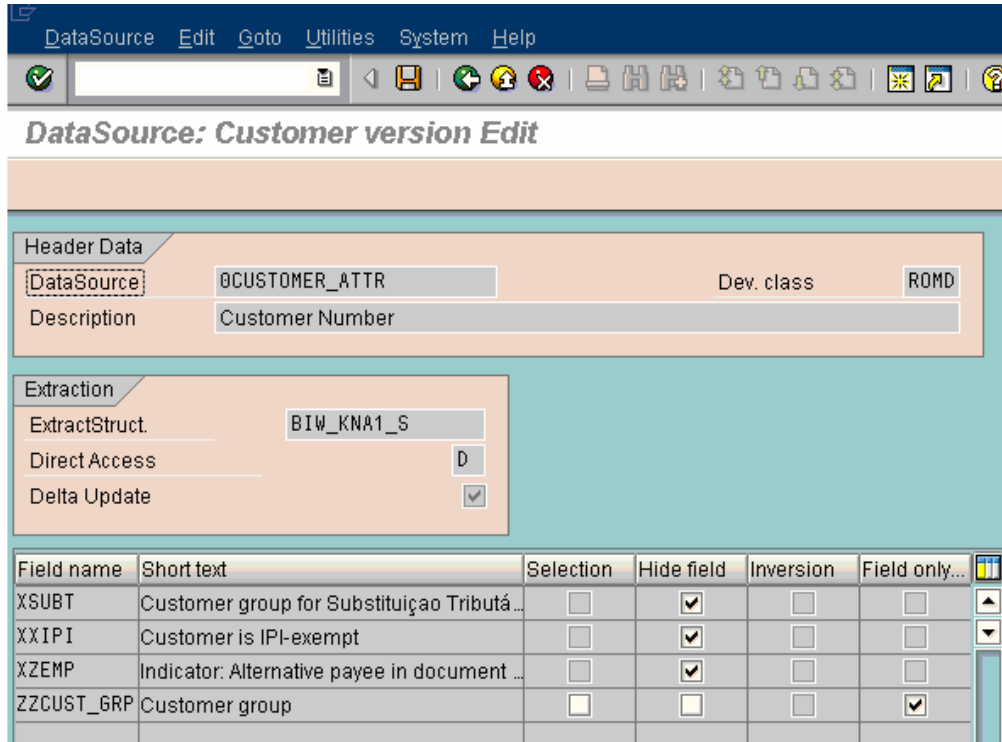 DataSource Edit Goto Utilities System Help
DataSource: Customer version Edit
Header Data
DataSource 0CUSTOMER_ATTR Dev. class ROMD
Description Customer Number
Extraction
ExtractStruct. BIW_KNA1_S
Direct Access D
Delta Update
Field name Short text Selection Hide field Inversion Field only...
XSUBT Customer group for Substituiçao Tributá...
XXIPI Customer is IPI-exempt
XZEMP Indicator: Alternative payee in document ...
ZZCUST_GRP Customer group